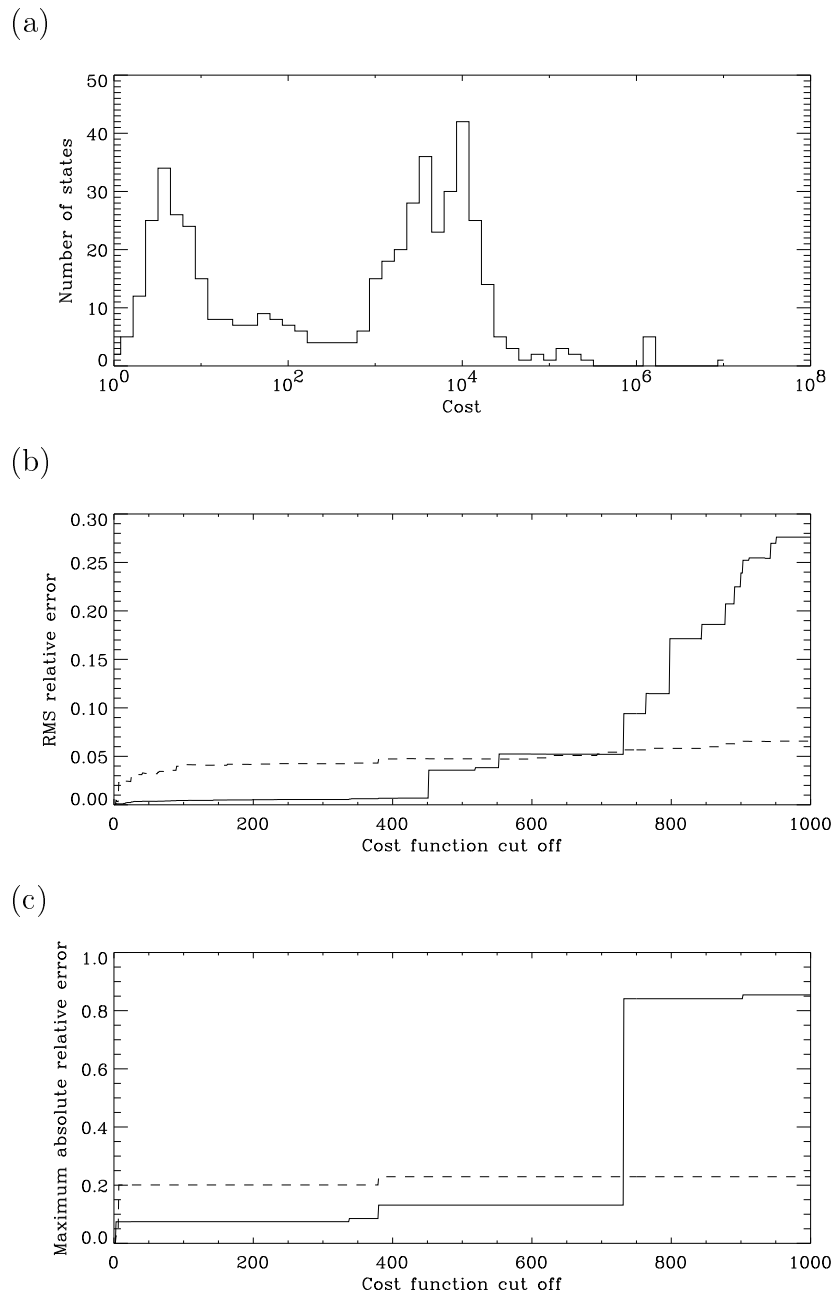 (a)
50
40
30
20
10
0
Number of states
10^0 10^2 10^4 10^6 10^8
Cost
(b)
0.30
0.25
0.20
0.15
0.10
0.05
0.00
RMS relative error
0 200 400 600 800 1000
Cost function cut off
(c)
1.0
0.8
0.6
0.4
0.2
0.0
Maximum absolute relative error
0 200 400 600 800 1000
Cost function cut off